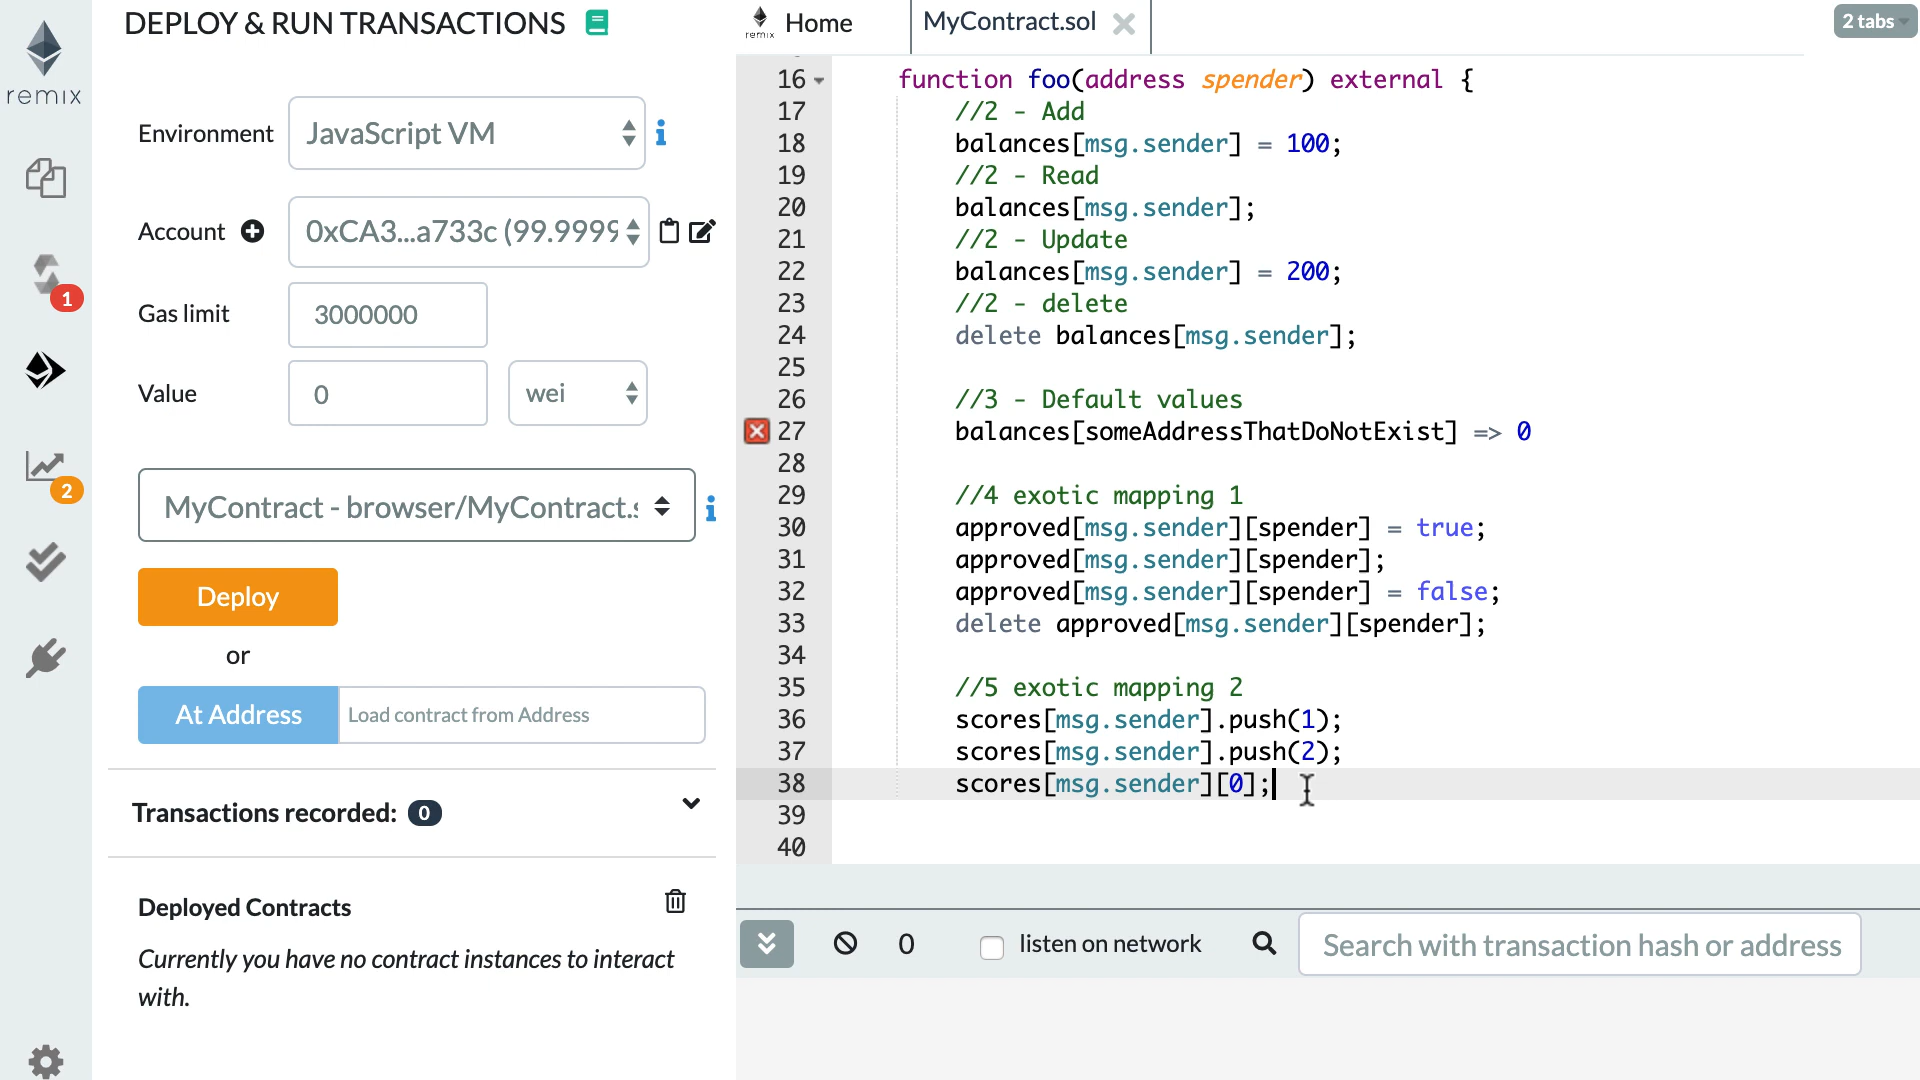 DEPLOY & RUN TRANSACTIONS
remix
Environment
JavaScript VM
Account
0xCA3...a733c (99.9999
Gas limit
3000000
Value
0
wei
1
2
MyContract - browser/MyContract.s
Deploy
or
At Address
Load contract from Address
Transactions recorded: 0
Deployed Contracts
Currently you have no contract instances to interact
with.
remix
Home
MyContract.sol
2 tabs
16 function foo(address spender) external {
17 //2 - Add
18 balances[msg.sender] = 100;
19 //2 - Read
20 balances[msg.sender];
21 //2 - Update
22 balances[msg.sender] = 200;
23 //2 - delete
24 delete balances[msg.sender];
25
26 //3 - Default values
27 balances[someAddressThatDoNotExist] => 0
28
29 //4 exotic mapping 1
30 approved[msg.sender][spender] = true;
31 approved[msg.sender][spender];
32 approved[msg.sender][spender] = false;
33 delete approved[msg.sender][spender];
34
35 //5 exotic mapping 2
36 scores[msg.sender].push(1);
37 scores[msg.sender].push(2);
38 scores[msg.sender][0];
39
40
0
listen on network
Search with transaction hash or address